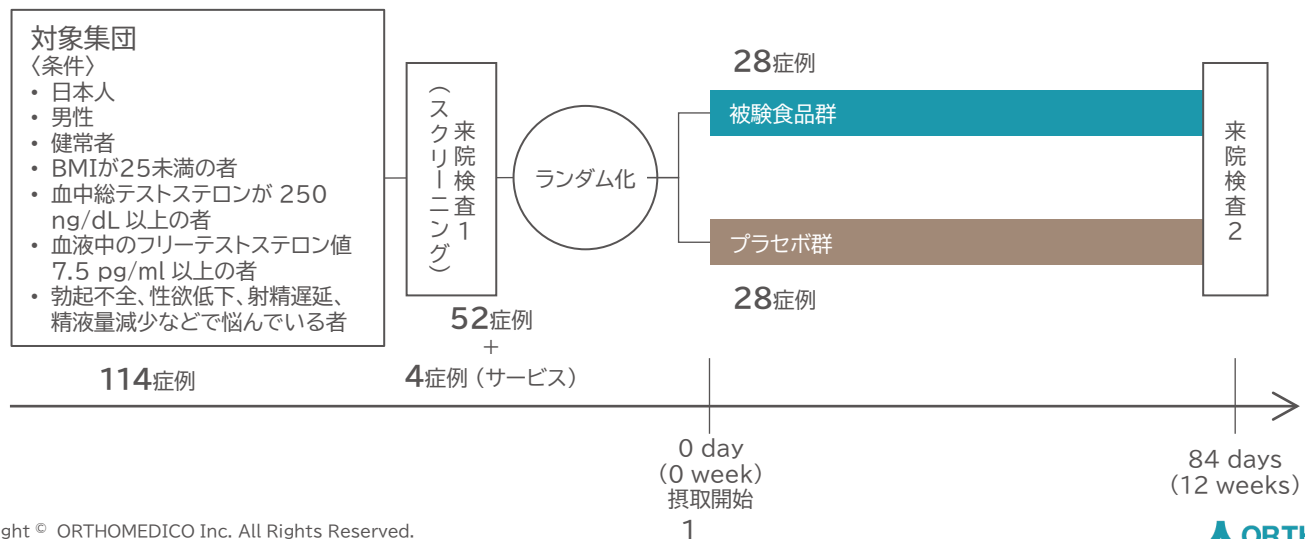 対象集団
〈条件〉
• 日本人
• 男性
• 健常者
• BMIが25未満の者
• 血中総テストステロンが 250
ng/dL 以上の者
• 血液中のフリーテストステロン値
7.5 pg/ml 以上の者
• 勃起不全、性欲低下、射精遅延、
精液量減少などで悩んでいる者
114症例
来院検査1
(スクリーニング)
52症例
+
4症例 (サービス)
ランダム化
28症例
被験食品群
プラセボ群
28症例
来院検査2
0 day
(0 week)
摂取開始
84 days
(12 weeks)
ght © ORTHOMEDICO Inc. All Rights Reserved.
1